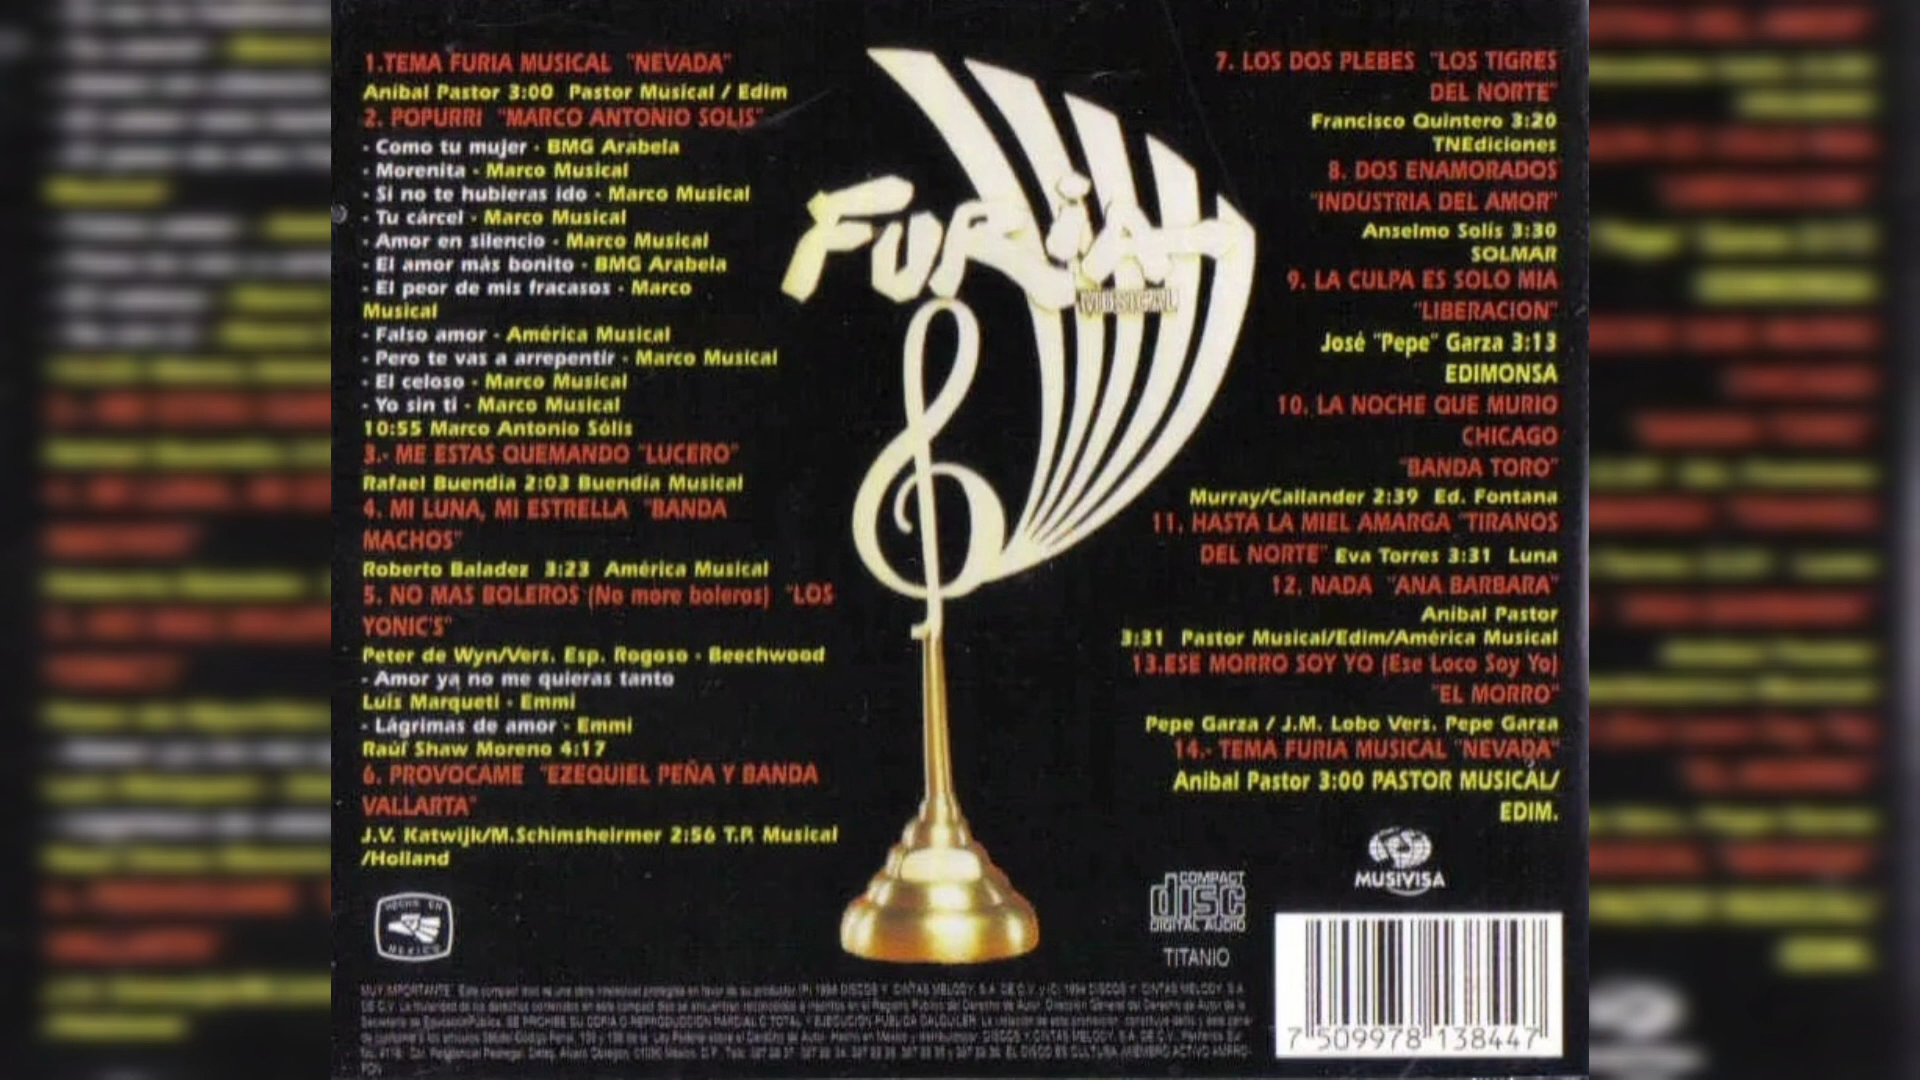 1.TEMA FURIA MUSICAL "NEVADA"
Anibal Pastor 3:00 Pastor Musical / Edim
2. POPURRI "MARCO ANTONIO SOLIS"
- Como tu mujer - BMG Arabela
- Morenita - Marco Musical
- Si no te hubieras ido - Marco Musical
- Tu cárcel - Marco Musical
- Amor en silencio - Marco Musical
- El amor más bonito - BMG Arabela
- El peor de mis fracasos - Marco
Musical
- Falso amor - América Musical
- Pero te vas a arrepentir - Marco Musical
- El celoso - Marco Musical
- Yo sin ti - Marco Musical
10:55 Marco Antonio Sólis
3.- ME ESTAS QUEMANDO "LUCERO"
Rafael Buendia 2:03 Buendia Musical
4. MI LUNA, MI ESTRELLA "BANDA
MACHOS"
Roberto Baladez 3:23 América Musical
5. NO MAS BOLEROS (No more boleros) "LOS
YONIC'S"
Peter de Wyn/Vers. Esp. Rogoso - Beechwood
- Amor ya no me quieras tanto
Luis Marqueti - Emmi
- Lágrimas de amor - Emmi
Raúl Shaw Moreno 4:17
6. PROVOCAME "EZEQUIEL PEÑA Y BANDA
VALLARTA"
J.V. Katwijk/M.Schimsheirmer 2:56 T.P. Musical
/Holland
HECHO EN
MEXICO
FURIA
MUSICAL
7. LOS DOS PLEBES "LOS TIGRES
DEL NORTE"
Francisco Quintero 3:20
TNEdiciones
8. DOS ENAMORADOS
"INDUSTRIA DEL AMOR"
Anselmo Solis 3:30
SOLMAR
9. LA CULPA ES SOLO MIA
"LIBERACION"
José "Pepe" Garza 3:13
EDIMONSA
10. LA NOCHE QUE MURIO
CHICAGO
"BANDA TORO"
Murray/Callander 2:39 Ed. Fontana
11. HASTA LA MIEL AMARGA "TIRANOS
DEL NORTE" Eva Torres 3:31 Luna
12. NADA "ANA BARBARA"
Anibal Pastor
3:31 Pastor Musical/Edim/América Musical
13.ESE MORRO SOY YO (Ese Loco Soy Yo)
"EL MORRO"
Pepe Garza / J.M. Lobo Vers. Pepe Garza
14.- TEMA FURIA MUSICAL "NEVADA"
Anibal Pastor 3:00 PASTOR MUSICAL/
EDIM.
MUSIVISA
COMPACT
disc
DIGITAL AUDIO
TITANIO
7 509978 138447